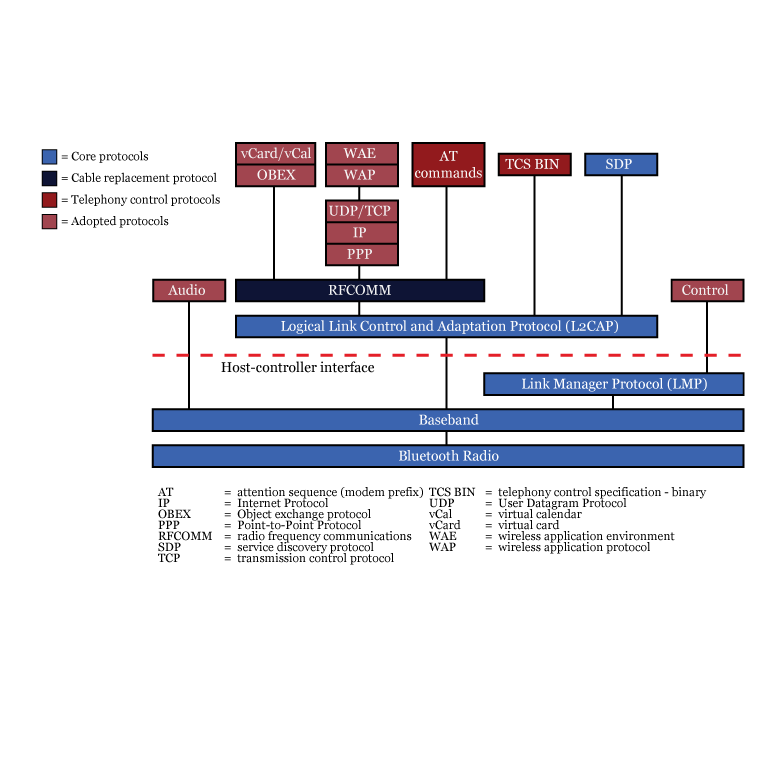 = Core protocols
= Cable replacement protocol
= Telephony control protocols
= Adopted protocols
vCard/vCal
OBEX
WAE
WAP
UDP/TCP
IP
PPP
AT
commands
TCS BIN
SDP
Audio
RFCOMM
Control
Logical Link Control and Adaptation Protocol (L2CAP)
Host-controller interface
Link Manager Protocol (LMP)
Baseband
Bluetooth Radio
AT = attention sequence (modem prefix)
IP = Internet Protocol
OBEX = Object exchange protocol
PPP = Point-to-Point Protocol
RFCOMM = radio frequency communications
SDP = service discovery protocol
TCP = transmission control protocol
TCS BIN = telephony control specification - binary
UDP = User Datagram Protocol
vCal = virtual calendar
vCard = virtual card
WAE = wireless application environment
WAP = wireless application protocol